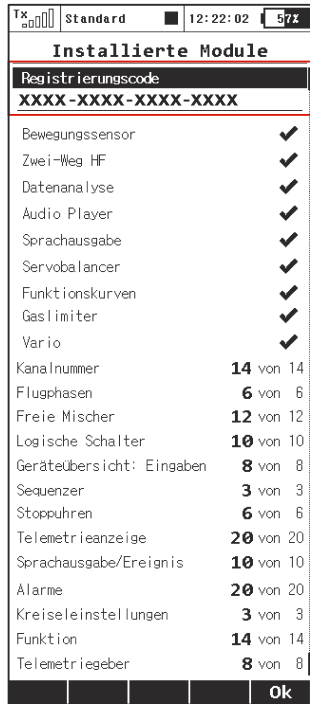 Tx Standard 12:22:02 57%
Installierte Module
Registrierungscode
XXXX-XXXX-XXXX-XXXX
Bewegungssensor ✔
Zwei-Weg HF ✔
Datenanalyse ✔
Audio Player ✔
Sprachausgabe ✔
Servobalancer ✔
Funktionskurven ✔
Gaslimiter ✔
Vario ✔
Kanalnummer 14 von 14
Flugphasen 6 von 6
Freie Mischer 12 von 12
Logische Schalter 10 von 10
Geräteübersicht: Eingaben 8 von 8
Sequenzer 3 von 3
Stoppuhren 6 von 6
Telemetrieanzeige 20 von 20
Sprachausgabe/Ereignis 10 von 10
Alarme 20 von 20
Kreiseleinstellungen 3 von 3
Funktion 14 von 14
Telemetriegeber 8 von 8
Ok